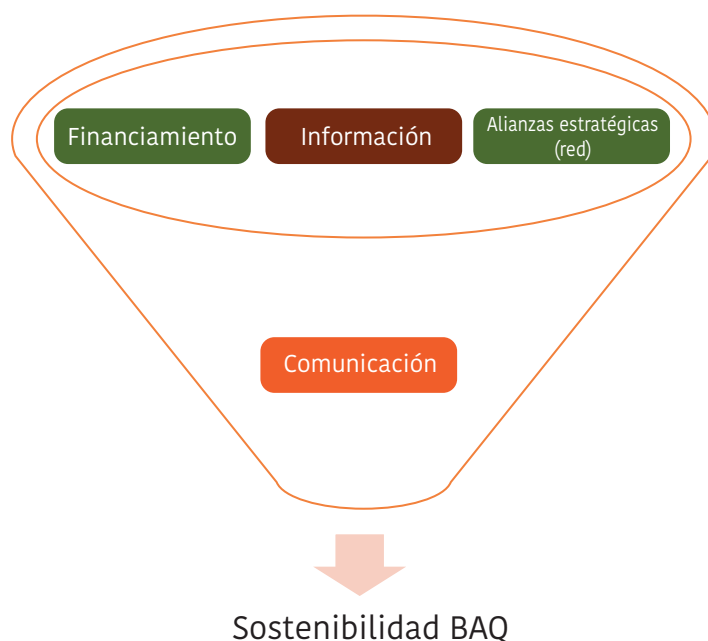 Financiamiento
Información
Alianzas estratégicas
(red)
Comunicación
Sostenibilidad BAQ